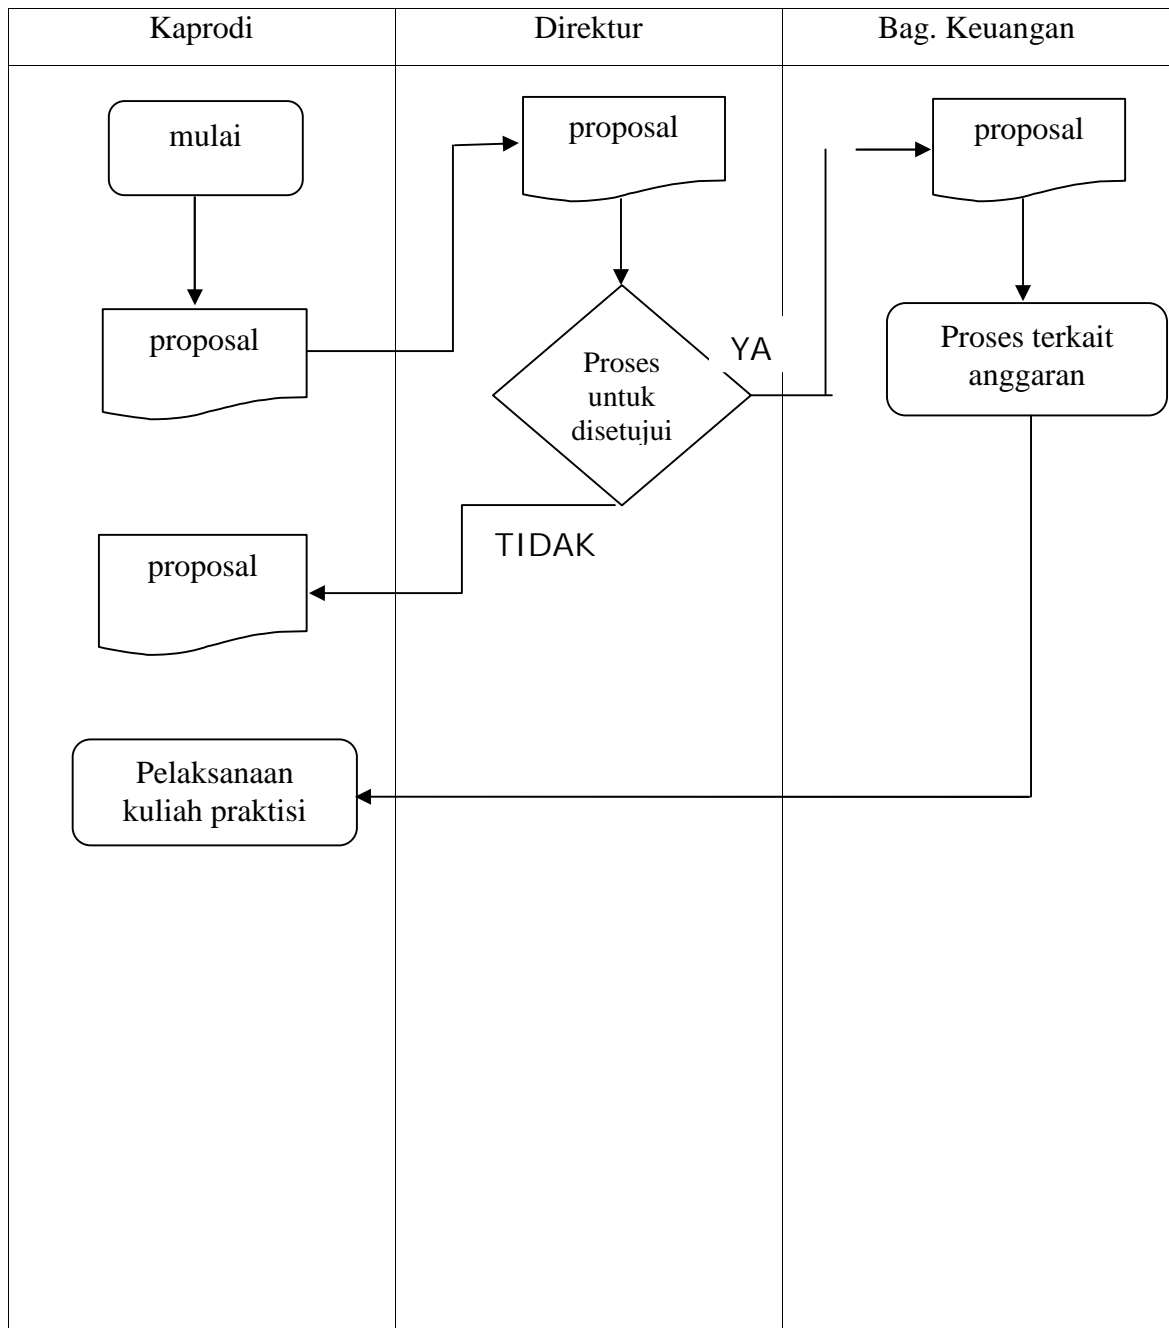 Kaprodi
Direktur
Bag. Keuangan
mulai
proposal
proposal
proposal
YA
Proses
untuk
disetujui
Proses terkait
anggaran
TIDAK
proposal
Pelaksanaan
kuliah praktisi